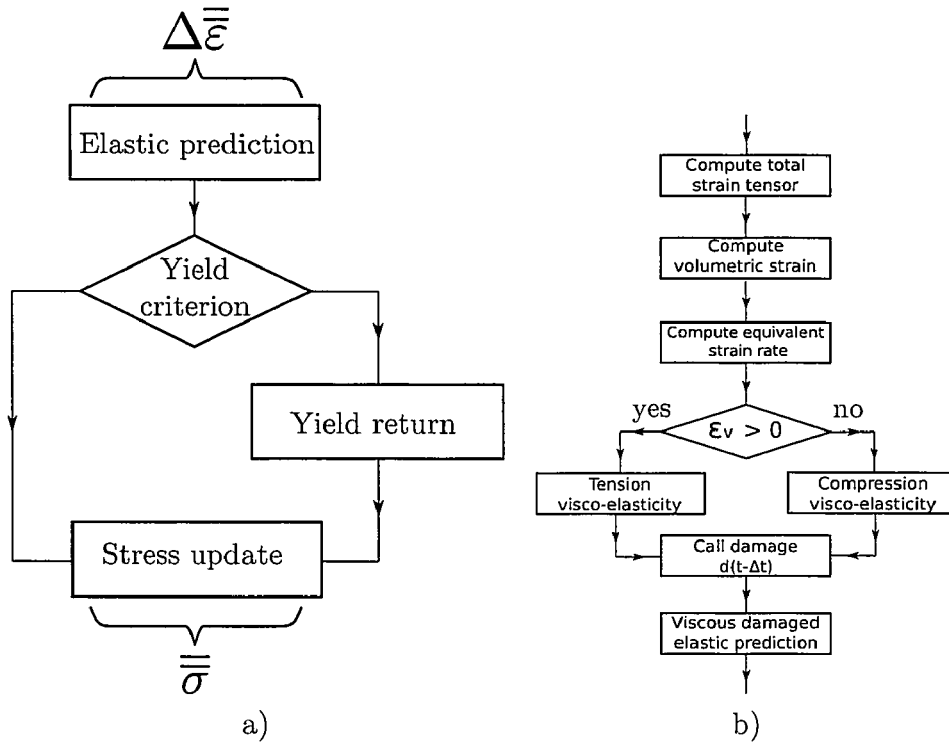 Δε̿
Elastic prediction
Yield
criterion
Yield return
Stress update
σ̿
a)
Compute total
strain tensor
Compute
volumetric strain
Compute equivalent
strain rate
yes
εv > 0
no
Tension
visco-elasticity
Compression
visco-elasticity
Call damage
d(t-Δt)
Viscous damaged
elastic prediction
b)